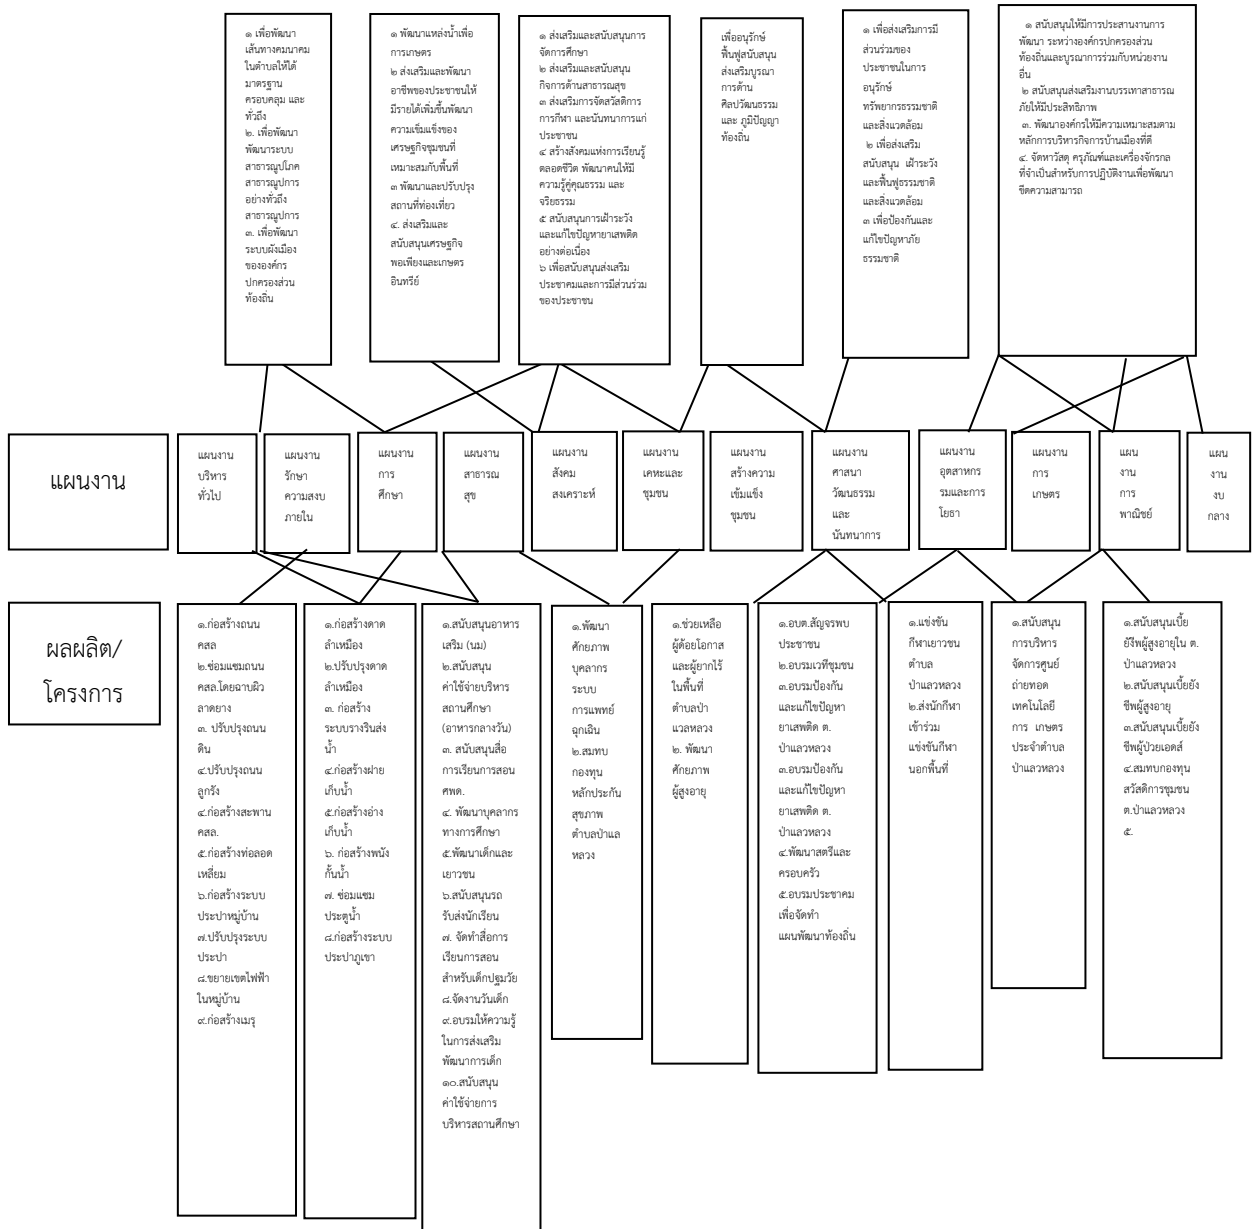 ๑ เพื่อพัฒนา
เส้นทางคมนาคม
ในตำบลให้ได้
มาตรฐาน
ครอบคลุม และ
ทั่วถึง
๒. เพื่อพัฒนา
พัฒนาระบบ
สาธารณูปโภค
สาธารณูปการ
อย่างทั่วถึง
สาธารณูปการ
๓. เพื่อพัฒนา
ระบบผังเมือง
ขององค์กร
ปกครองส่วน
ท้องถิ่น
๑ พัฒนาแหล่งน้ำเพื่อ
การเกษตร
๒ ส่งเสริมและพัฒนา
อาชีพของประชาชนให้
มีรายได้เพิ่มขึ้นพัฒนา
ความเข้มแข็งของ
เศรษฐกิจชุมชนที่
เหมาะสมกับพื้นที่
๓ พัฒนาและปรับปรุง
สถานที่ท่องเที่ยว
๔. ส่งเสริมและ
สนับสนุนเศรษฐกิจ
พอเพียงและเกษตร
อินทรีย์
๑ ส่งเสริมและสนับสนุนการ
จัดการศึกษา
๒ ส่งเสริมและสนับสนุน
กิจการด้านสาธารณสุข
๓ ส่งเสริมการจัดสวัสดิการ
การกีฬา และนันทนาการแก่
ประชาชน
๔ สร้างสังคมแห่งการเรียนรู้
ตลอดชีวิต พัฒนาคนให้มี
ความรู้คู่คุณธรรม และ
จริยธรรม
๕ สนับสนุนการเฝ้าระวัง
และแก้ไขปัญหายาเสพติด
อย่างต่อเนื่อง
๖ เพื่อสนับสนุนส่งเสริม
ประชาคมและการมีส่วนร่วม
ของประชาชน
เพื่ออนุรักษ์
ฟื้นฟูสนับสนุน
ส่งเสริมบูรณา
การด้าน
ศิลปวัฒนธรรม
และ ภูมิปัญญา
ท้องถิ่น
๑ เพื่อส่งเสริมการมี
ส่วนร่วมของ
ประชาชนในการ
อนุรักษ์
ทรัพยากรธรรมชาติ
และสิ่งแวดล้อม
๒ เพื่อส่งเสริม
สนับสนุน เฝ้าระวัง
และฟื้นฟูธรรมชาติ
และสิ่งแวดล้อม
๓ เพื่อป้องกันและ
แก้ไขปัญหาภัย
ธรรมชาติ
๑ สนับสนุนให้มีการประสานงานการ
พัฒนา ระหว่างองค์กรปกครองส่วน
ท้องถิ่นและบูรณาการร่วมกับหน่วยงาน
อื่น
๒ สนับสนุนส่งเสริมงานบรรเทาสาธารณ
ภัยให้มีประสิทธิภาพ
๓. พัฒนาองค์กรให้มีความเหมาะสมตาม
หลักการบริหารกิจการบ้านเมืองที่ดี
๔. จัดหาวัสดุ ครุภัณฑ์และเครื่องจักรกล
ที่จำเป็นสำหรับการปฏิบัติงานเพื่อพัฒนา
ขีดความสามารถ
แผนงาน
แผนงาน
บริหาร
ทั่วไป
แผนงาน
รักษา
ความสงบ
ภายใน
แผนงาน
การ
ศึกษา
แผนงาน
สาธารณ
สุข
แผนงาน
สังคม
สงเคราะห์
แผนงาน
เคหะและ
ชุมชน
แผนงาน
สร้างความ
เข้มแข็ง
ชุมชน
แผนงาน
ศาสนา
วัฒนธรรม
และ
นันทนาการ
แผนงาน
อุตสาหกร
รมและการ
โยธา
แผนงาน
การ
เกษตร
แผน
งาน
การ
พาณิชย์
แผน
งาน
งบ
กลาง
ผลผลิต/
โครงการ
๑.ก่อสร้างถนน
คสล
๒.ซ่อมแซมถนน
คสล.โดยฉาบผิว
ลาดยาง
๓. ปรับปรุงถนน
ดิน
๔.ปรับปรุงถนน
ลูกรัง
๔.ก่อสร้างสะพาน
คสล.
๕.ก่อสร้างท่อลอด
เหลี่ยม
๖.ก่อสร้างระบบ
ประปาหมู่บ้าน
๗.ปรับปรุงระบบ
ประปา
๘.ขยายเขตไฟฟ้า
ในหมู่บ้าน
๙.ก่อสร้างเมรุ
๑.ก่อสร้างดาด
ลำเหมือง
๒.ปรับปรุงดาด
ลำเหมือง
๓. ก่อสร้าง
ระบบรางรินส่ง
น้ำ
๔.ก่อสร้างฝาย
เก็บน้ำ
๕.ก่อสร้างอ่าง
เก็บน้ำ
๖. ก่อสร้างพนัง
กั้นน้ำ
๗. ซ่อมแซม
ประตูน้ำ
๘.ก่อสร้างระบบ
ประปาภูเขา
๑.สนับสนุนอาหาร
เสริม (นม)
๒.สนับสนุน
ค่าใช้จ่ายบริหาร
สถานศึกษา
(อาหารกลางวัน)
๓. สนับสนุนสื่อ
การเรียนการสอน
ศพด.
๔. พัฒนาบุคลากร
ทางการศึกษา
๕.พัฒนาเด็กและ
เยาวชน
๖.สนับสนุนรถ
รับส่งนักเรียน
๗. จัดทำสื่อการ
เรียนการสอน
สำหรับเด็กปฐมวัย
๘.จัดงานวันเด็ก
๙.อบรมให้ความรู้
ในการส่งเสริม
พัฒนาการเด็ก
๑๐.สนับสนุน
ค่าใช้จ่ายการ
บริหารสถานศึกษา
๑.พัฒนา
ศักยภาพ
บุคลากร
ระบบ
การแพทย์
ฉุกเฉิน
๒.สมทบ
กองทุน
หลักประกัน
สุขภาพ
ตำบลป่าแล
หลวง
๑.ช่วยเหลือ
ผู้ด้อยโอกาส
และผู้ยากไร้
ในพื้นที่
ตำบลป่า
แลวหลวง
๒. พัฒนา
ศักยภาพ
ผู้สูงอายุ
๑.อบต.สัญจรพบ
ประชาชน
๒.อบรมเวทีชุมชน
๓.อบรมป้องกัน
และแก้ไขปัญหา
ยาเสพติด ต.
ป่าแลวหลวง
๓.อบรมป้องกัน
และแก้ไขปัญหา
ยาเสพติด ต.
ป่าแลวหลวง
๔.พัฒนาสตรีและ
ครอบครัว
๕.อบรมประชาคม
เพื่อจัดทำ
แผนพัฒนาท้องถิ่น
๑.แข่งขัน
กีฬาเยาวชน
ตำบล
ป่าแลวหลวง
๒.ส่งนักกีฬา
เข้าร่วม
แข่งขันกีฬา
นอกพื้นที่
๑.สนับสนุน
การบริหาร
จัดการศูนย์
ถ่ายทอด
เทคโนโลยี
การ เกษตร
ประจำตำบล
ป่าแลวหลวง
๑.สนับสนุนเบี้ย
ยังชีพผู้สูงอายุใน ต.
ป่าแลวหลวง
๒.สนับสนุนเบี้ยยัง
ชีพผู้สูงอายุ
๓.สนับสนุนเบี้ยยัง
ชีพผู้ป่วยเอดส์
๔.สมทบกองทุน
สวัสดิการชุมชน
ต.ป่าแลวหลวง
๕.